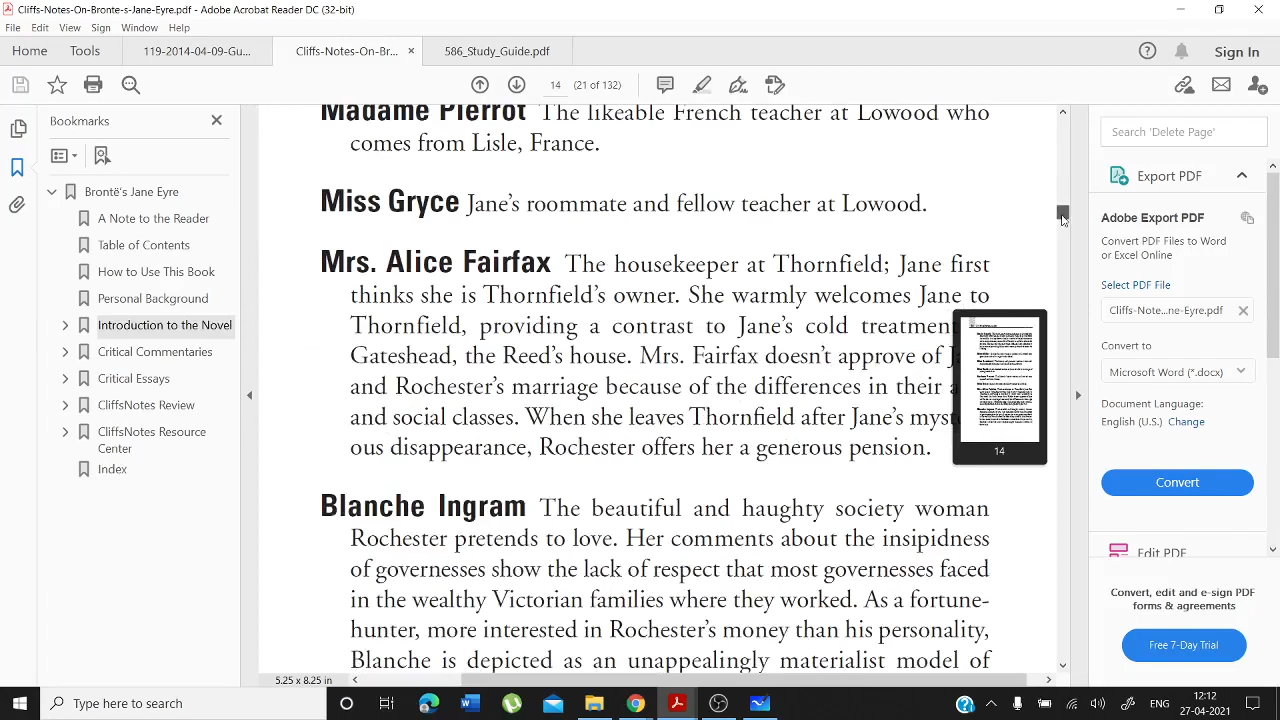 Cliffs-Notes-On-Bronte-s-Jane-Eyre.pdf - Adobe Acrobat Reader DC (32-bit)
File Edit View Sign Window Help
Home Tools 119-2014-04-09-Gu... Cliffs-Notes-On-Br... × 586_Study_Guide.pdf Sign In
14 (21 of 132)
Bookmarks
Brontë's Jane Eyre
A Note to the Reader
Table of Contents
How to Use This Book
Personal Background
Introduction to the Novel
Critical Commentaries
Critical Essays
CliffsNotes Review
CliffsNotes Resource
Center
Index
Madame Pierrot The likeable French teacher at Lowood who
comes from Lisle, France.
Miss Gryce Jane's roommate and fellow teacher at Lowood.
Mrs. Alice Fairfax The housekeeper at Thornfield; Jane first
thinks she is Thornfield's owner. She warmly welcomes Jane to
Thornfield, providing a contrast to Jane's cold treatment
Gateshead, the Reed's house. Mrs. Fairfax doesn't approve of
and Rochester's marriage because of the differences in their
and social classes. When she leaves Thornfield after Jane's myst
ous disappearance, Rochester offers her a generous pension.
Blanche Ingram The beautiful and haughty society woman
Rochester pretends to love. Her comments about the insipidness
of governesses show the lack of respect that most governesses faced
in the wealthy Victorian families where they worked. As a fortune-
hunter, more interested in Rochester's money than his personality,
Blanche is depicted as an unappealingly materialist model of
14
5.25 x 8.25 in
Search 'Delete Page'
Export PDF
Adobe Export PDF
Convert PDF Files to Word
or Excel Online
Select PDF File
Cliffs-Note...ne-Eyre.pdf
Convert to
Microsoft Word (*.docx)
Document Language:
English (U.S.) Change
Convert
Edit PDF
Convert, edit and e-sign PDF
forms & agreements
Free 7-Day Trial
Type here to search
ENG
12:12
27-04-2021